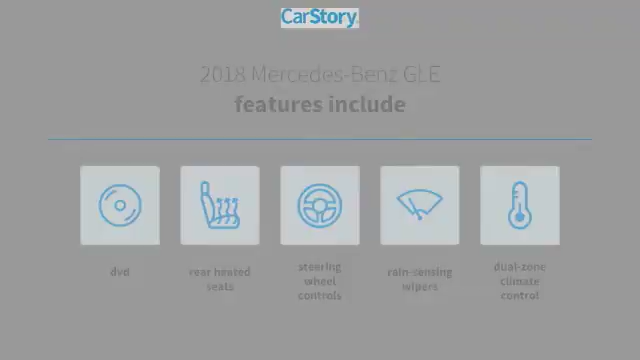 CarStory.
2018 Mercedes-Benz GLE
features include
dvd
rear heated
seats
steering
wheel
controls
rain-sensing
wipers
dual-zone
climate
control